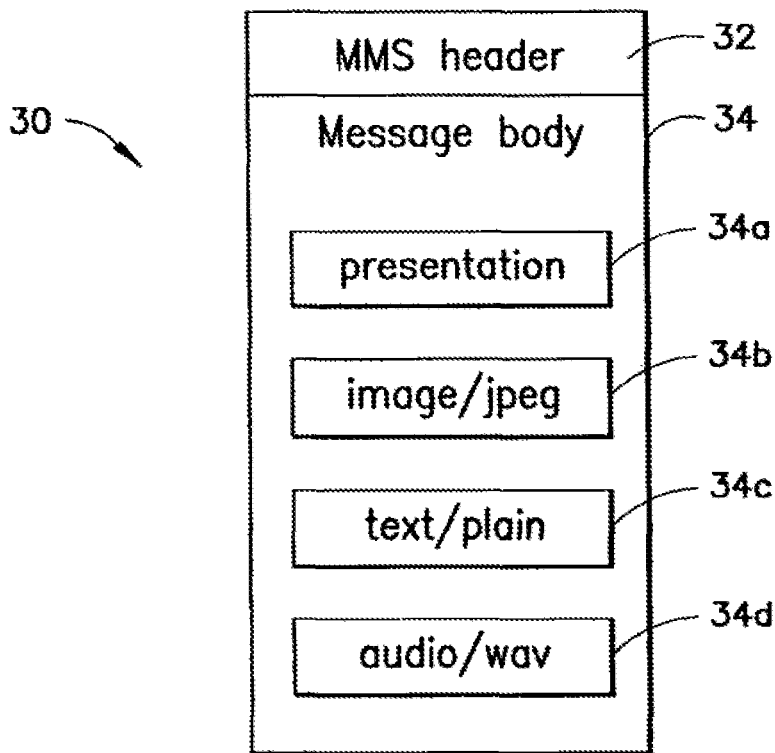 MMS header
32
30
Message body
34
presentation
34a
image/jpeg
34b
text/plain
34c
audio/wav
34d